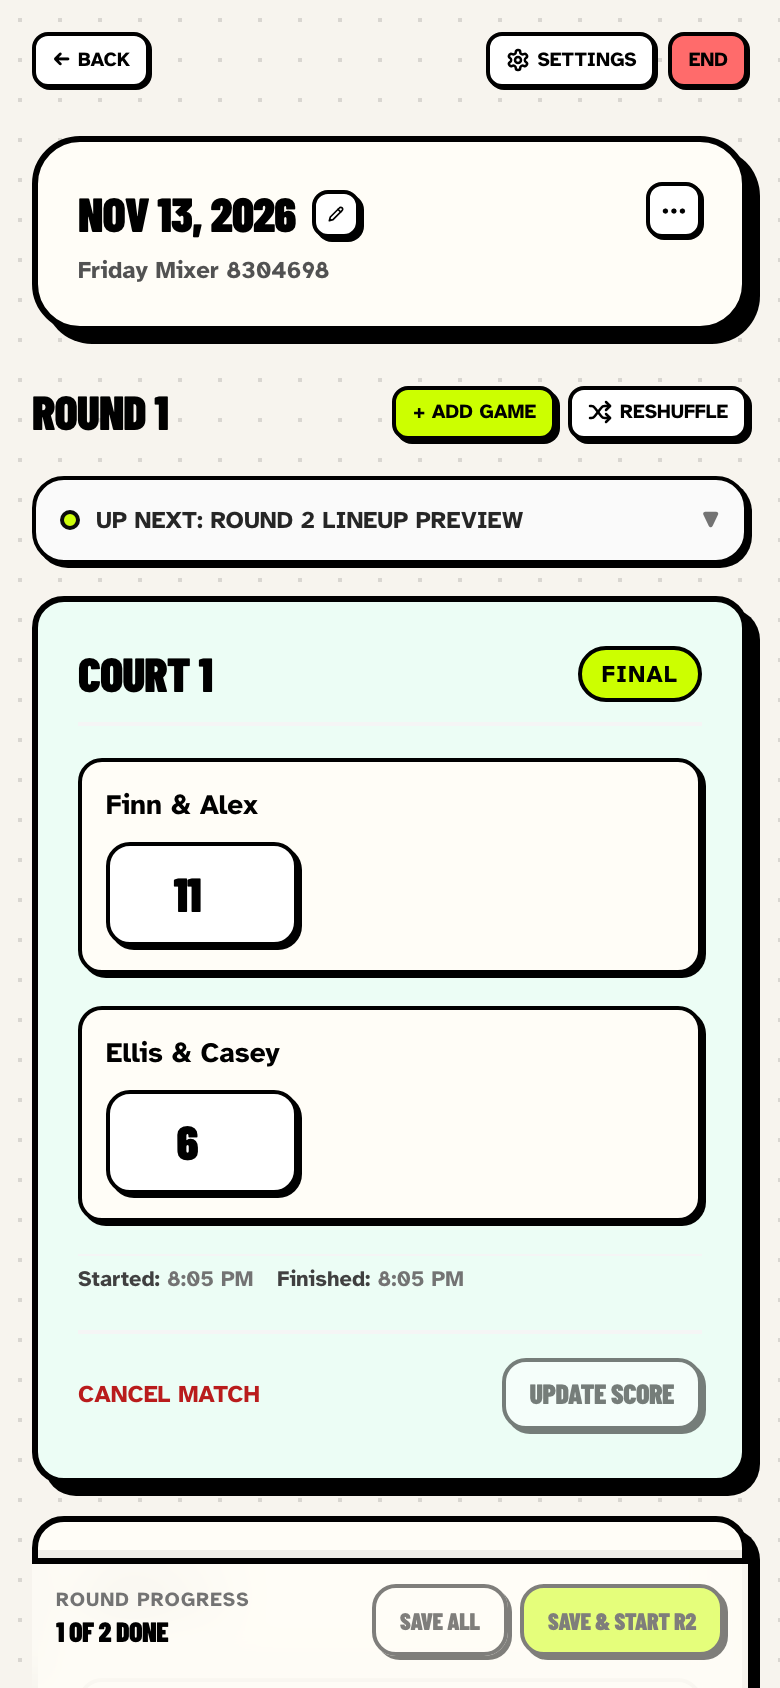 ← BACK
SETTINGS
END
NOV 13, 2026
Friday Mixer 8304698
ROUND 1
+ ADD GAME
RESHUFFLE
UP NEXT: ROUND 2 LINEUP PREVIEW
COURT 1
FINAL
Finn & Alex
11
Ellis & Casey
6
Started: 8:05 PM Finished: 8:05 PM
CANCEL MATCH
UPDATE SCORE
ROUND PROGRESS
1 OF 2 DONE
SAVE ALL
SAVE & START R2